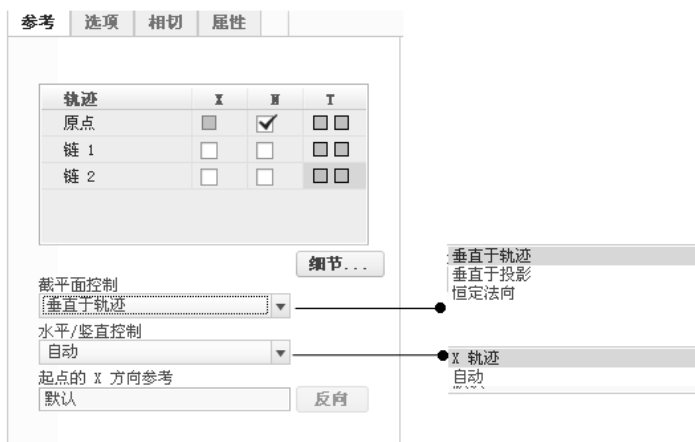 参考 选项 相切 属性
轨迹 X N T
原点
链 1
链 2
细节...
截平面控制
垂直于轨迹
水平/竖直控制
自动
起点的 X 方向参考
默认 反向
垂直于轨迹
垂直于投影
恒定法向
X 轨迹
自动